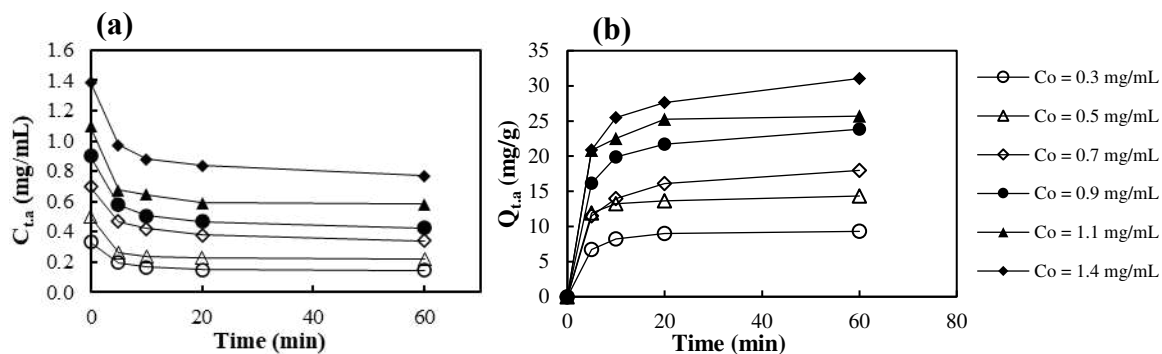 (a)
C_{t.a} (mg/mL)
1.6
1.4
1.2
1.0
0.8
0.6
0.4
0.2
0.0
0
20
40
60
Time (min)
(b)
Q_{t.a} (mg/g)
35
30
25
20
15
10
5
0
0
20
40
60
80
Time (min)
Co = 0.3 mg/mL
Co = 0.5 mg/mL
Co = 0.7 mg/mL
Co = 0.9 mg/mL
Co = 1.1 mg/mL
Co = 1.4 mg/mL